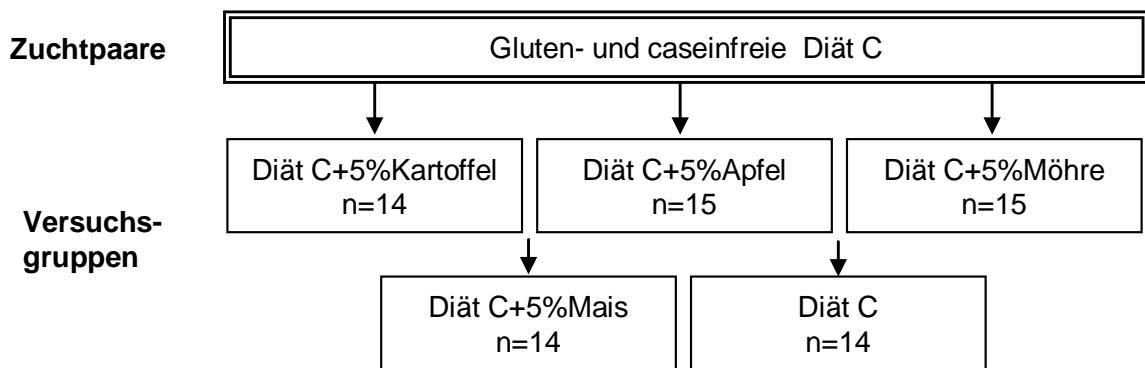 Zuchtpaare
Gluten- und caseinfreie Diät C
Diät C+5%Kartoffel
n=14
Diät C+5%Apfel
n=15
Diät C+5%Möhre
n=15
Versuchs-
gruppen
Diät C+5%Mais
n=14
Diät C
n=14